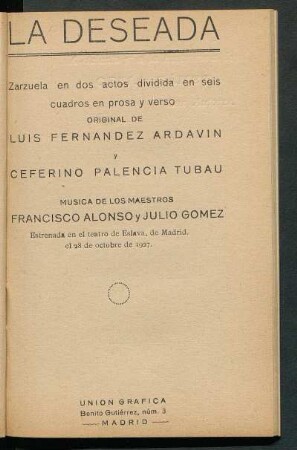 LA DESEADA
Zarzuela en dos actos dividida en seis
cuadros en prosa y verso
ORIGINAL DE
LUIS FERNANDEZ ARDAVIN
y
CEFERINO PALENCIA TUBAU
MUSICA DE LOS MAESTROS
FRANCISCO ALONSO y JULIO GOMEZ
Estrenada en el teatro de Eslava, de Madrid,
el 28 de octubre de 1927.
UNION GRAFICA
Benito Gutiérrez, núm. 3
MADRID